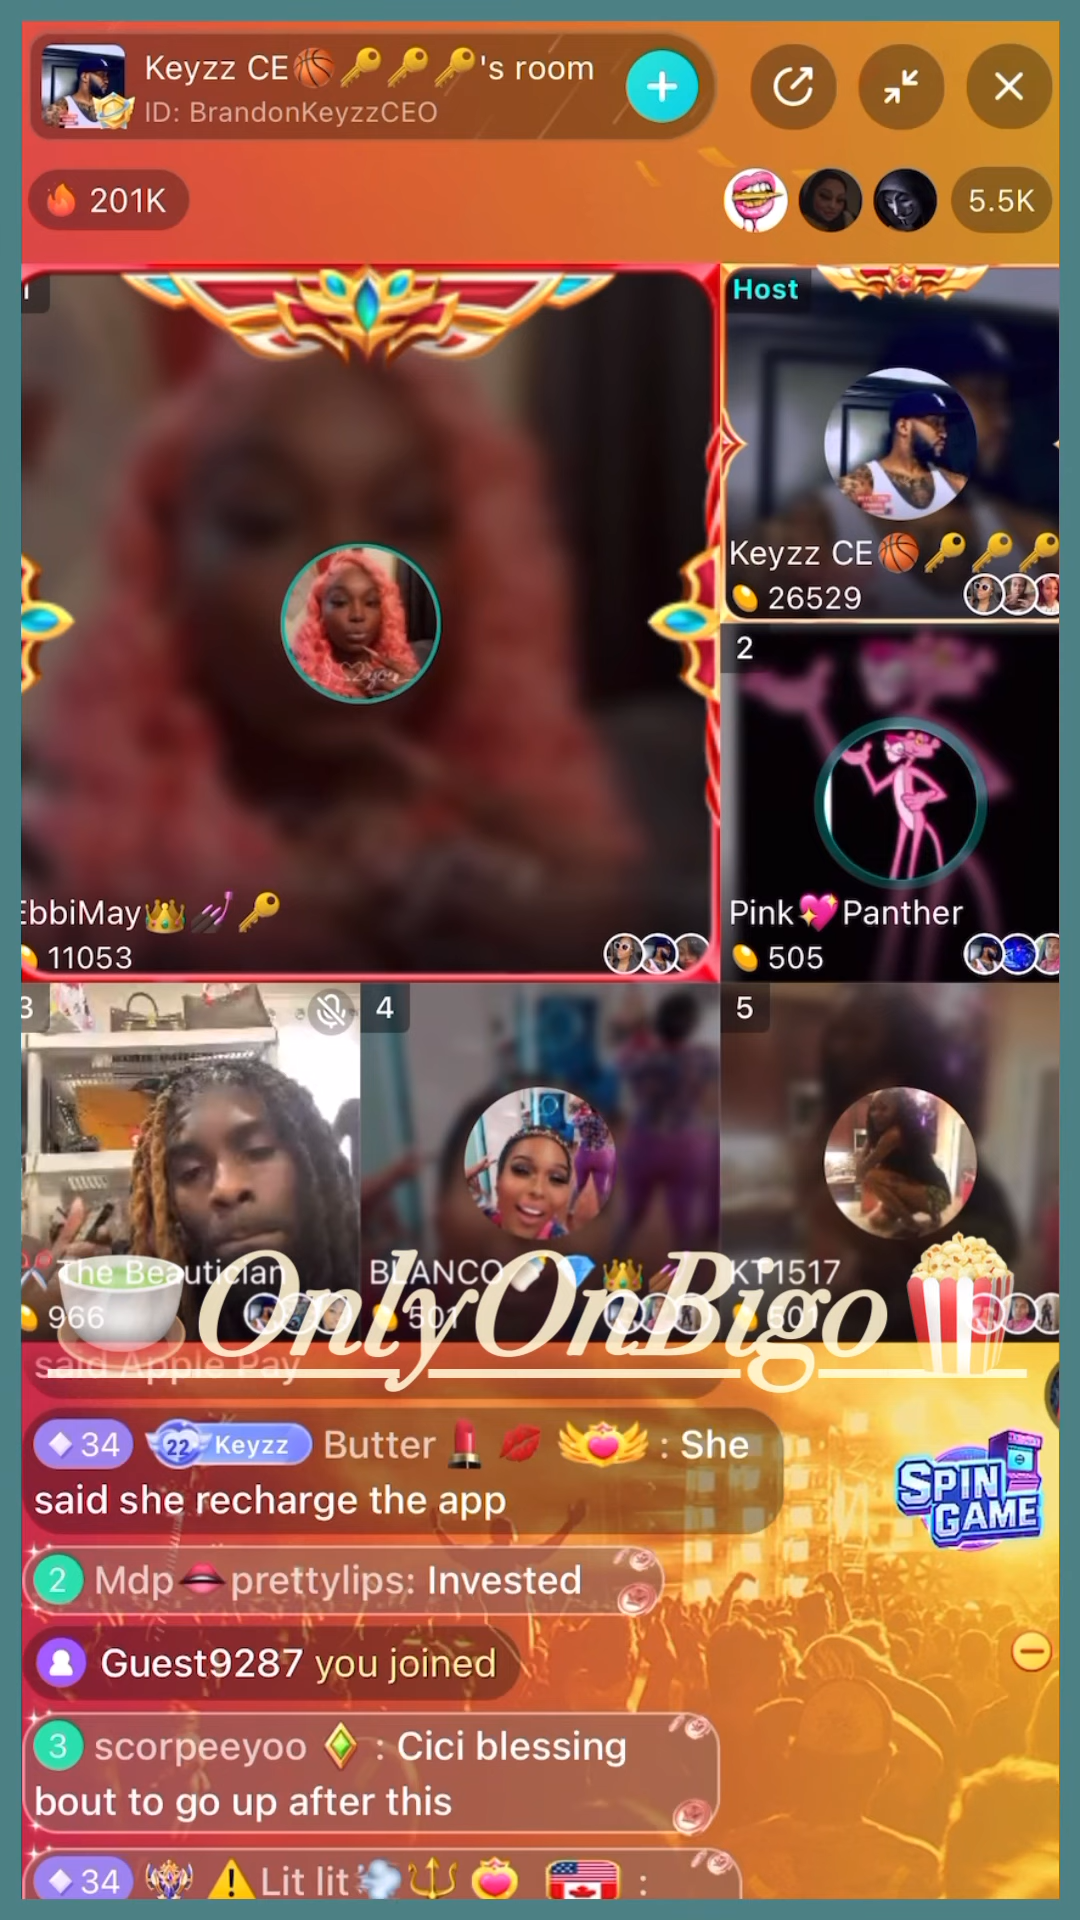 Keyzz CE🏀🔑🔑🔑's room
ID: BrandonKeyzzCEO
🔥 201K
5.5K
Host
Keyzz CE🏀🔑🔑🔑
26529
2
EbbiMay👑💅🔑
11053
Pink💖Panther
505
3
4
5
✂️The Beautician
966
BLANCO
501
KT1517
501
OnlyOnBigo
said Apple Pay
34 22 Keyzz Butter💄💋 : She
said she recharge the app
SPIN
GAME
2 Mdp👄prettylips: Invested
Guest9287 you joined
3 scorpeeyoo : Cici blessing
bout to go up after this
34 ⚠️Lit lit💨🔱 :